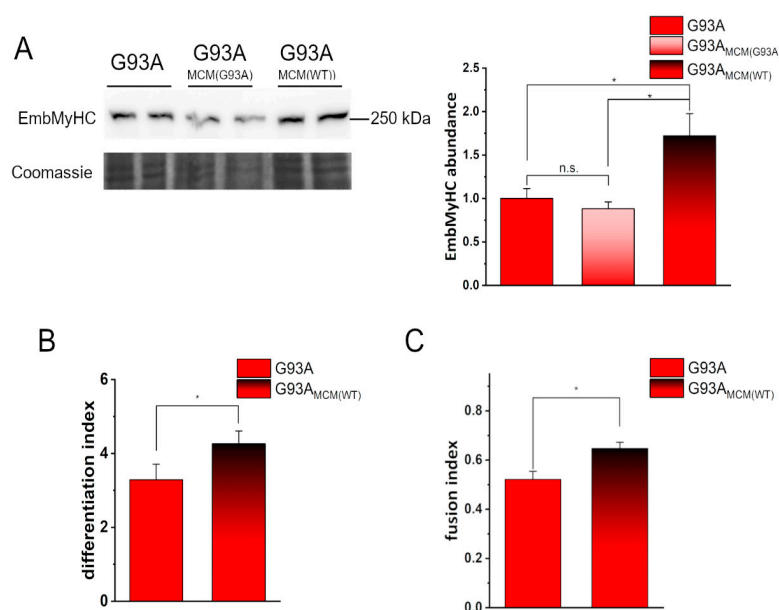 A
G93A
G93A
MCM(G93A)
G93A
MCM(WT))
EmbMyHC
250 kDa
Coomassie
G93A
G93AMCM(G93A
G93AMCM(WT)
EmbMyHC abundance
2.5
2.0
1.5
1.0
0.5
0.0
n.s.
*
*
B
G93A
G93AMCM(WT)
differentiation index
6
4
2
0
*
C
G93A
G93AMCM(WT)
fusion index
0.8
0.6
0.4
0.2
0.0
*